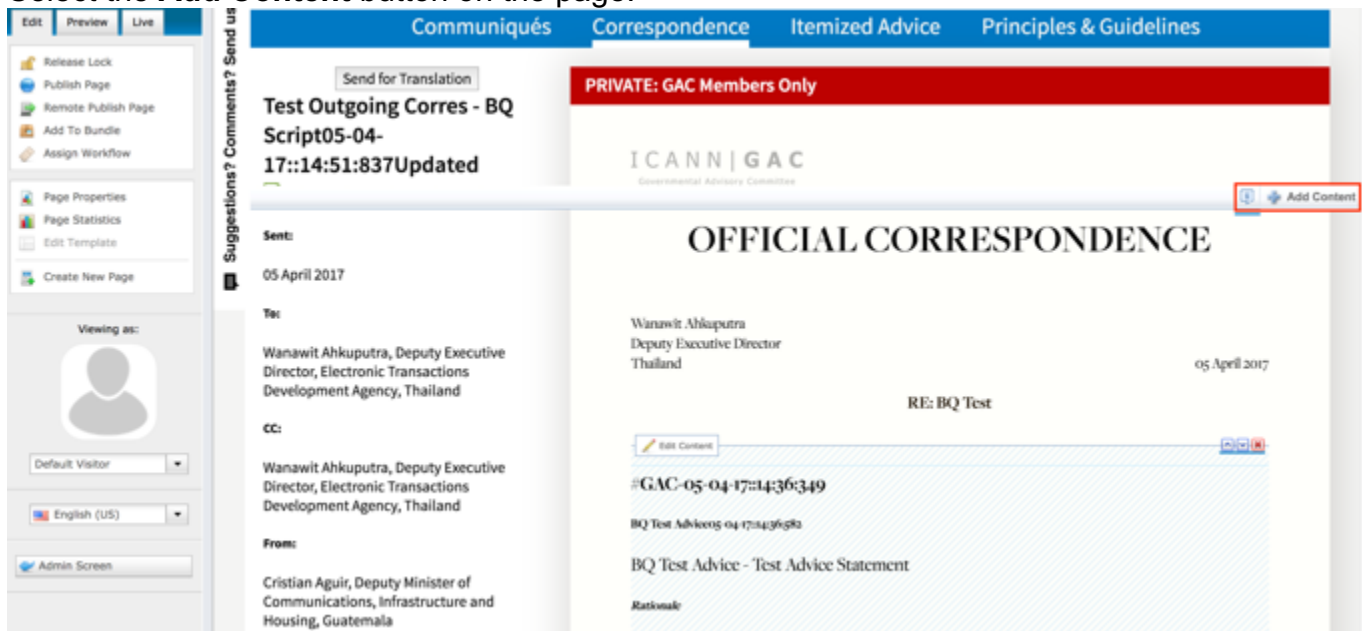 Select the Add Content button on the page.
Edit Preview Live
Release Lock
Publish Page
Remote Publish Page
Add To Bundle
Assign Workflow
Page Properties
Page Statistics
Edit Template
Create New Page
Viewing as:
Default Visitor
English (US)
Admin Screen
Suggestions? Comments? Send us
Communiqués Correspondence Itemized Advice Principles & Guidelines
Send for Translation
Test Outgoing Corres - BQ
Script05-04-
17::14:51:837Updated
Sent:
05 April 2017
To:
Wanawit Ahkuputra, Deputy Executive
Director, Electronic Transactions
Development Agency, Thailand
CC:
Wanawit Ahkuputra, Deputy Executive
Director, Electronic Transactions
Development Agency, Thailand
From:
Cristian Aguir, Deputy Minister of
Communications, Infrastructure and
Housing, Guatemala
PRIVATE: GAC Members Only
ICANN|GAC
Governmental Advisory Committee
Add Content
OFFICIAL CORRESPONDENCE
Wanawit Ahkuputra
Deputy Executive Director
Thailand 05 April 2017
RE: BQ Test
Edit Content
#GAC-05-04-17::14:36:349
BQ Test Advice05-04-17::14:36:582
BQ Test Advice - Test Advice Statement
Rationale